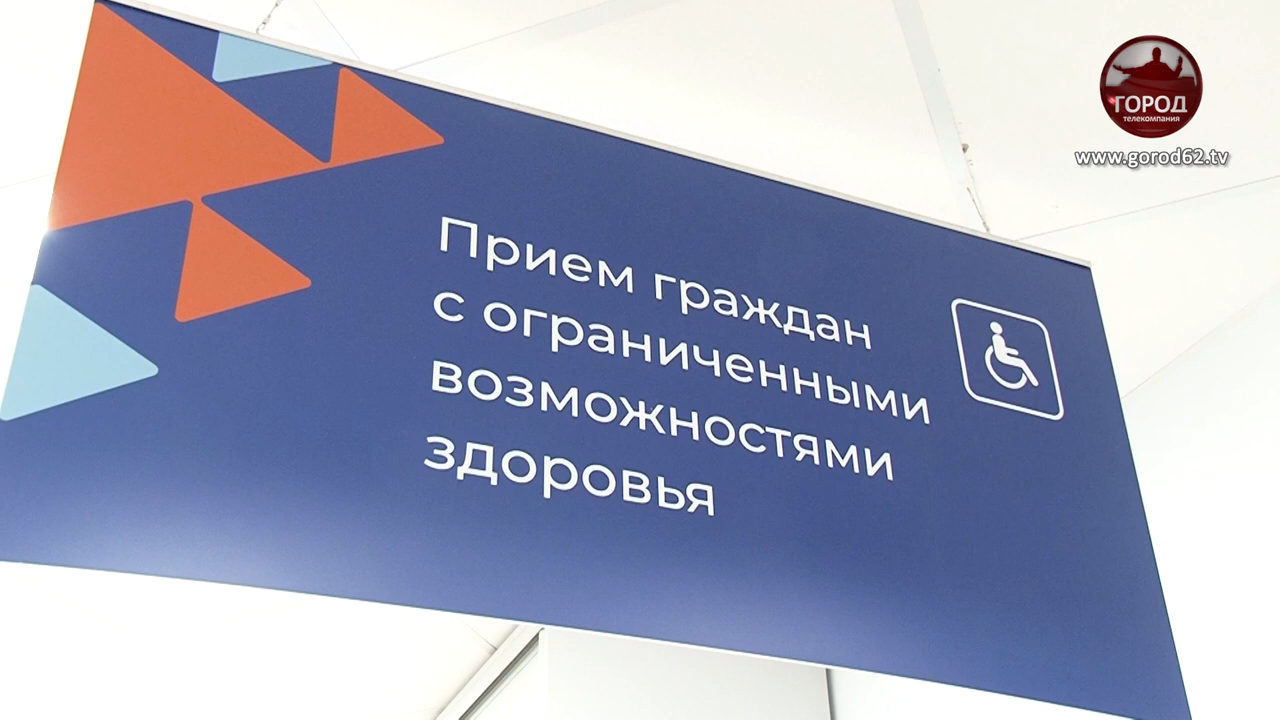 ГОРОД
телекомпания
www.gorod62.tv
Прием граждан
с ограниченными
возможностями
здоровья